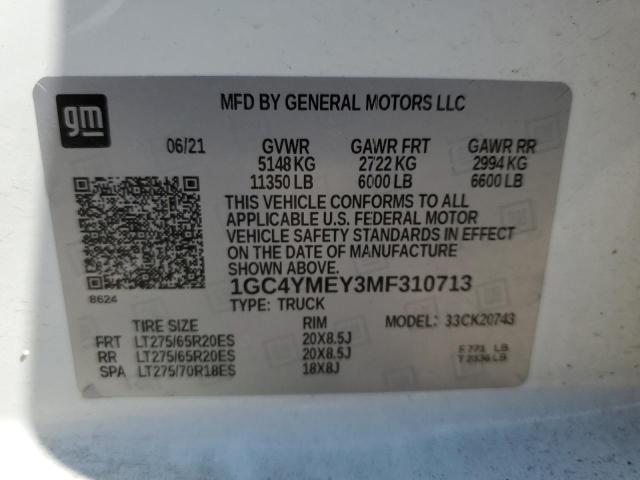 gm
MFD BY GENERAL MOTORS LLC
06/21 GVWR GAWR FRT GAWR RR
5148 KG 2722 KG 2994 KG
11350 LB 6000 LB 6600 LB
THIS VEHICLE CONFORMS TO ALL
APPLICABLE U.S. FEDERAL MOTOR
VEHICLE SAFETY STANDARDS IN EFFECT
ON THE DATE OF MANUFACTURE
SHOWN ABOVE.
8624
1GC4YMEY3MF310713
TYPE: TRUCK
TIRE SIZE RIM MODEL: 33CK20743
FRT LT275/65R20ES 20X8.5J
RR LT275/65R20ES 20X8.5J
SPA LT275/70R18ES 18X8J
LB
LB